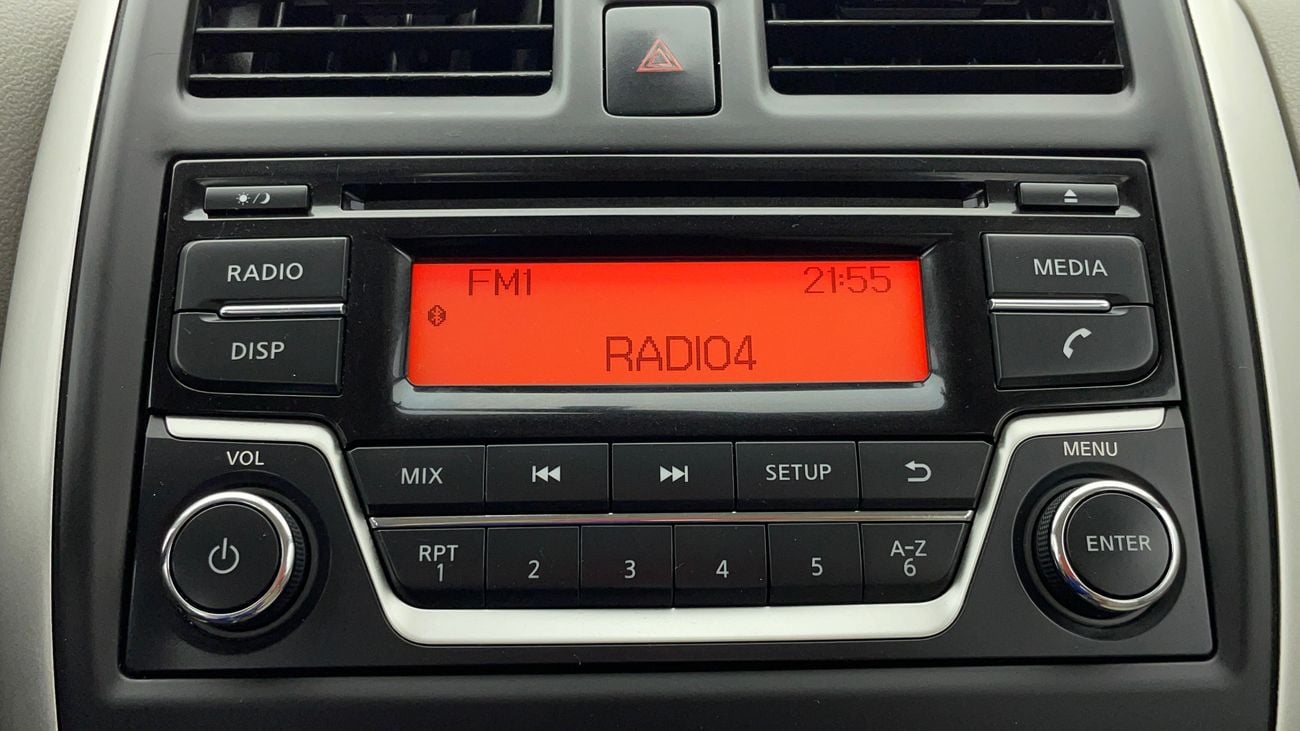 RADIO
MEDIA
FM1 21:55
RADIO4
DISP
VOL
MENU
MIX SETUP
ENTER
RPT A-Z
1 2 3 4 5 6